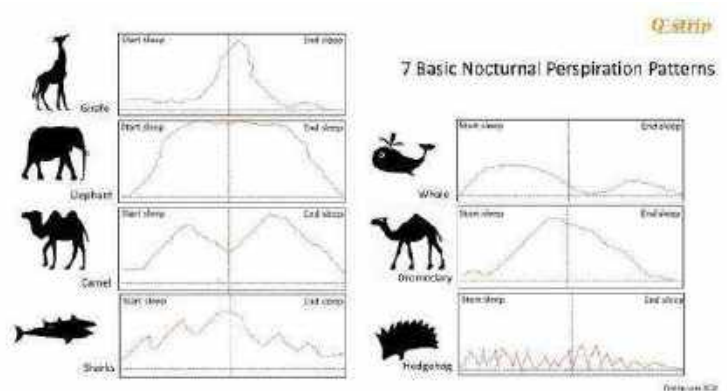 Q-strip
7 Basic Nocturnal Perspiration Patterns
Start sleep End sleep
Girafe
Start sleep End sleep
Elephant
Start sleep End sleep
Camel
Start sleep End sleep
Sharks
Start sleep End sleep
Whale
Start sleep End sleep
Dromedary
Start sleep End sleep
Hedgehog